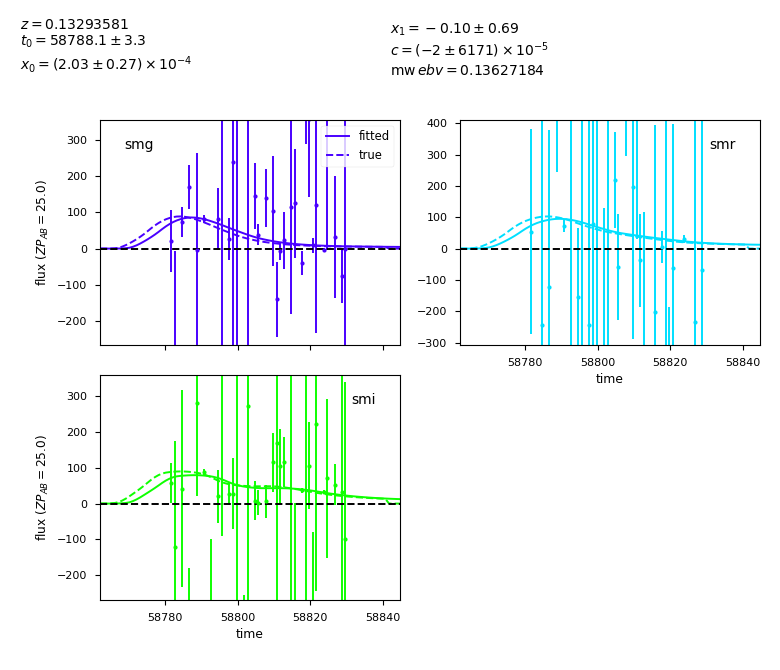 z = 0.13293581
t₀ = 58788.1 ± 3.3
x₀ = (2.03 ± 0.27) × 10⁻⁴
x₁ = −0.10 ± 0.69
c = (−2 ± 6171) × 10⁻⁵
mw ebv = 0.13627184
smg
fitted
true
300
200
100
0
−100
−200
flux (ZP_AB = 25.0)
smr
400
300
200
100
0
−100
−200
−300
58780 58800 58820 58840
time
smi
300
200
100
0
−100
−200
flux (ZP_AB = 25.0)
58780 58800 58820 58840
time